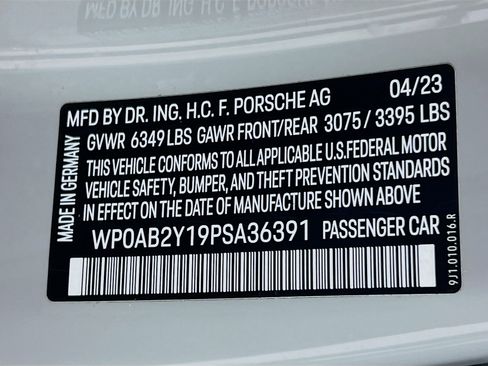 MFD BY DR. ING. H.C. F. PORSCHE AG 04/23
GVWR 6349 LBS GAWR FRONT/REAR 3075 / 3395 LBS
THIS VEHICLE CONFORMS TO ALL APPLICABLE U.S.FEDERAL MOTOR
VEHICLE SAFETY, BUMPER, AND THEFT PREVENTION STANDARDS
IN EFFECT ON THE DATE OF MANUFACTURE SHOWN ABOVE.
WP0AB2Y19PSA36391 PASSENGER CAR
MADE IN GERMANY
9J1.010.016.R